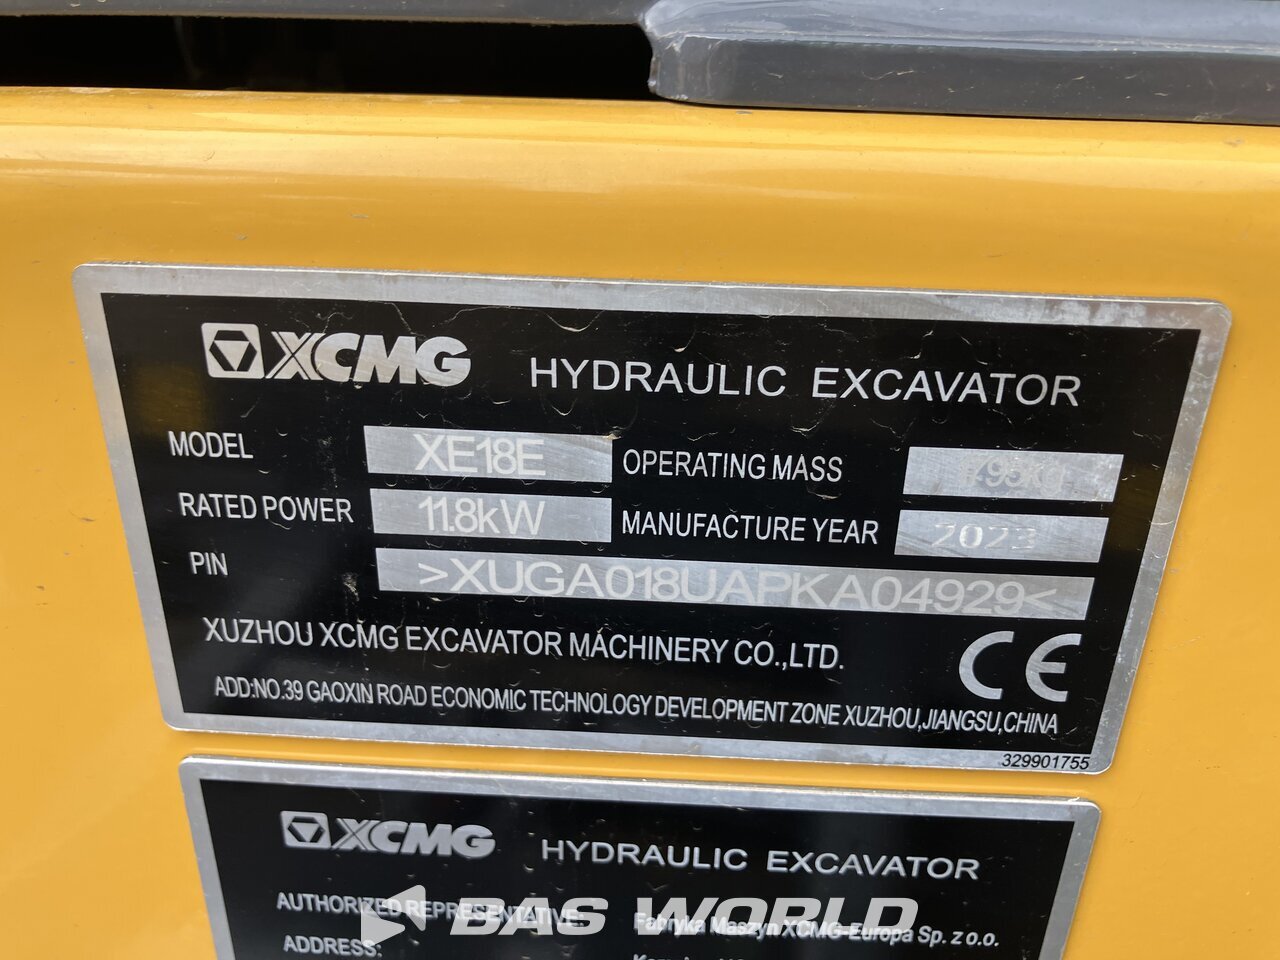 XCMG HYDRAULIC EXCAVATOR
MODEL XE18E OPERATING MASS
RATED POWER 11.8kW MANUFACTURE YEAR 2023
PIN >XUGA018UAPKA04929<
XUZHOU XCMG EXCAVATOR MACHINERY CO.,LTD.
CE
ADD:NO.39 GAOXIN ROAD ECONOMIC TECHNOLOGY DEVELOPMENT ZONE XUZHOU,JIANGSU,CHINA
329901755
XCMG HYDRAULIC EXCAVATOR
AUTHORIZED REPRESENTATIVE: Fabryka Maszyn XCMG-Europa Sp. z o.o.
BAS WORLD
ADDRESS: